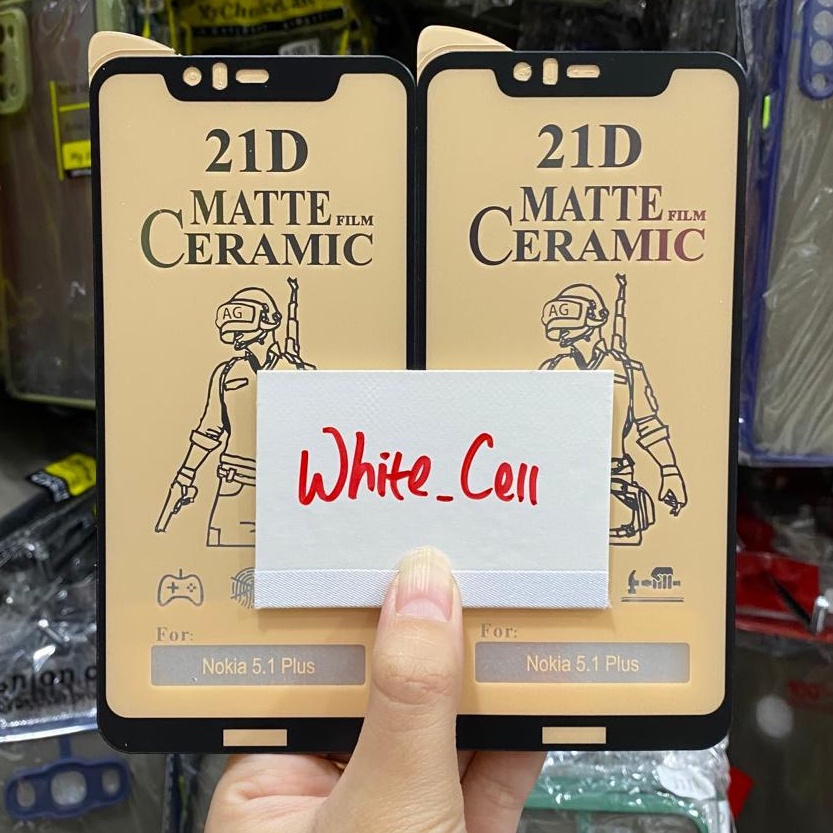 MyChoice
21D
MATTE FILM
CERAMIC
AG
For:
Nokia 5.1 Plus
21D
MATTE FILM
CERAMIC
AG
For:
Nokia 5.1 Plus
White_Cell